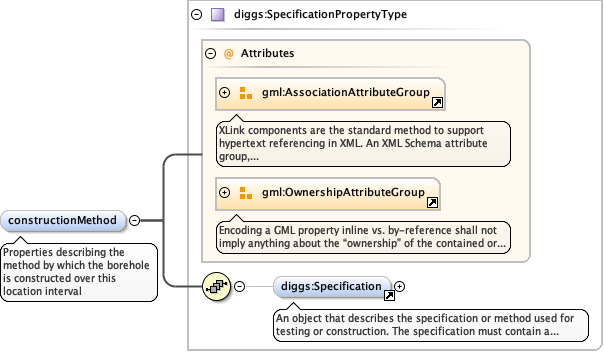 diggs:SpecificationPropertyType
@ Attributes
gml:AssociationAttributeGroup
XLink components are the standard method to support
hypertext referencing in XML. An XML Schema attribute
group,...
gml:OwnershipAttributeGroup
Encoding a GML property inline vs. by-reference shall not
imply anything about the “ownership” of the contained or...
constructionMethod
Properties describing the
method by which the borehole
is constructed over this
location interval
diggs:Specification
An object that describes the specification or method used for
testing or construction. The specification must contain a...